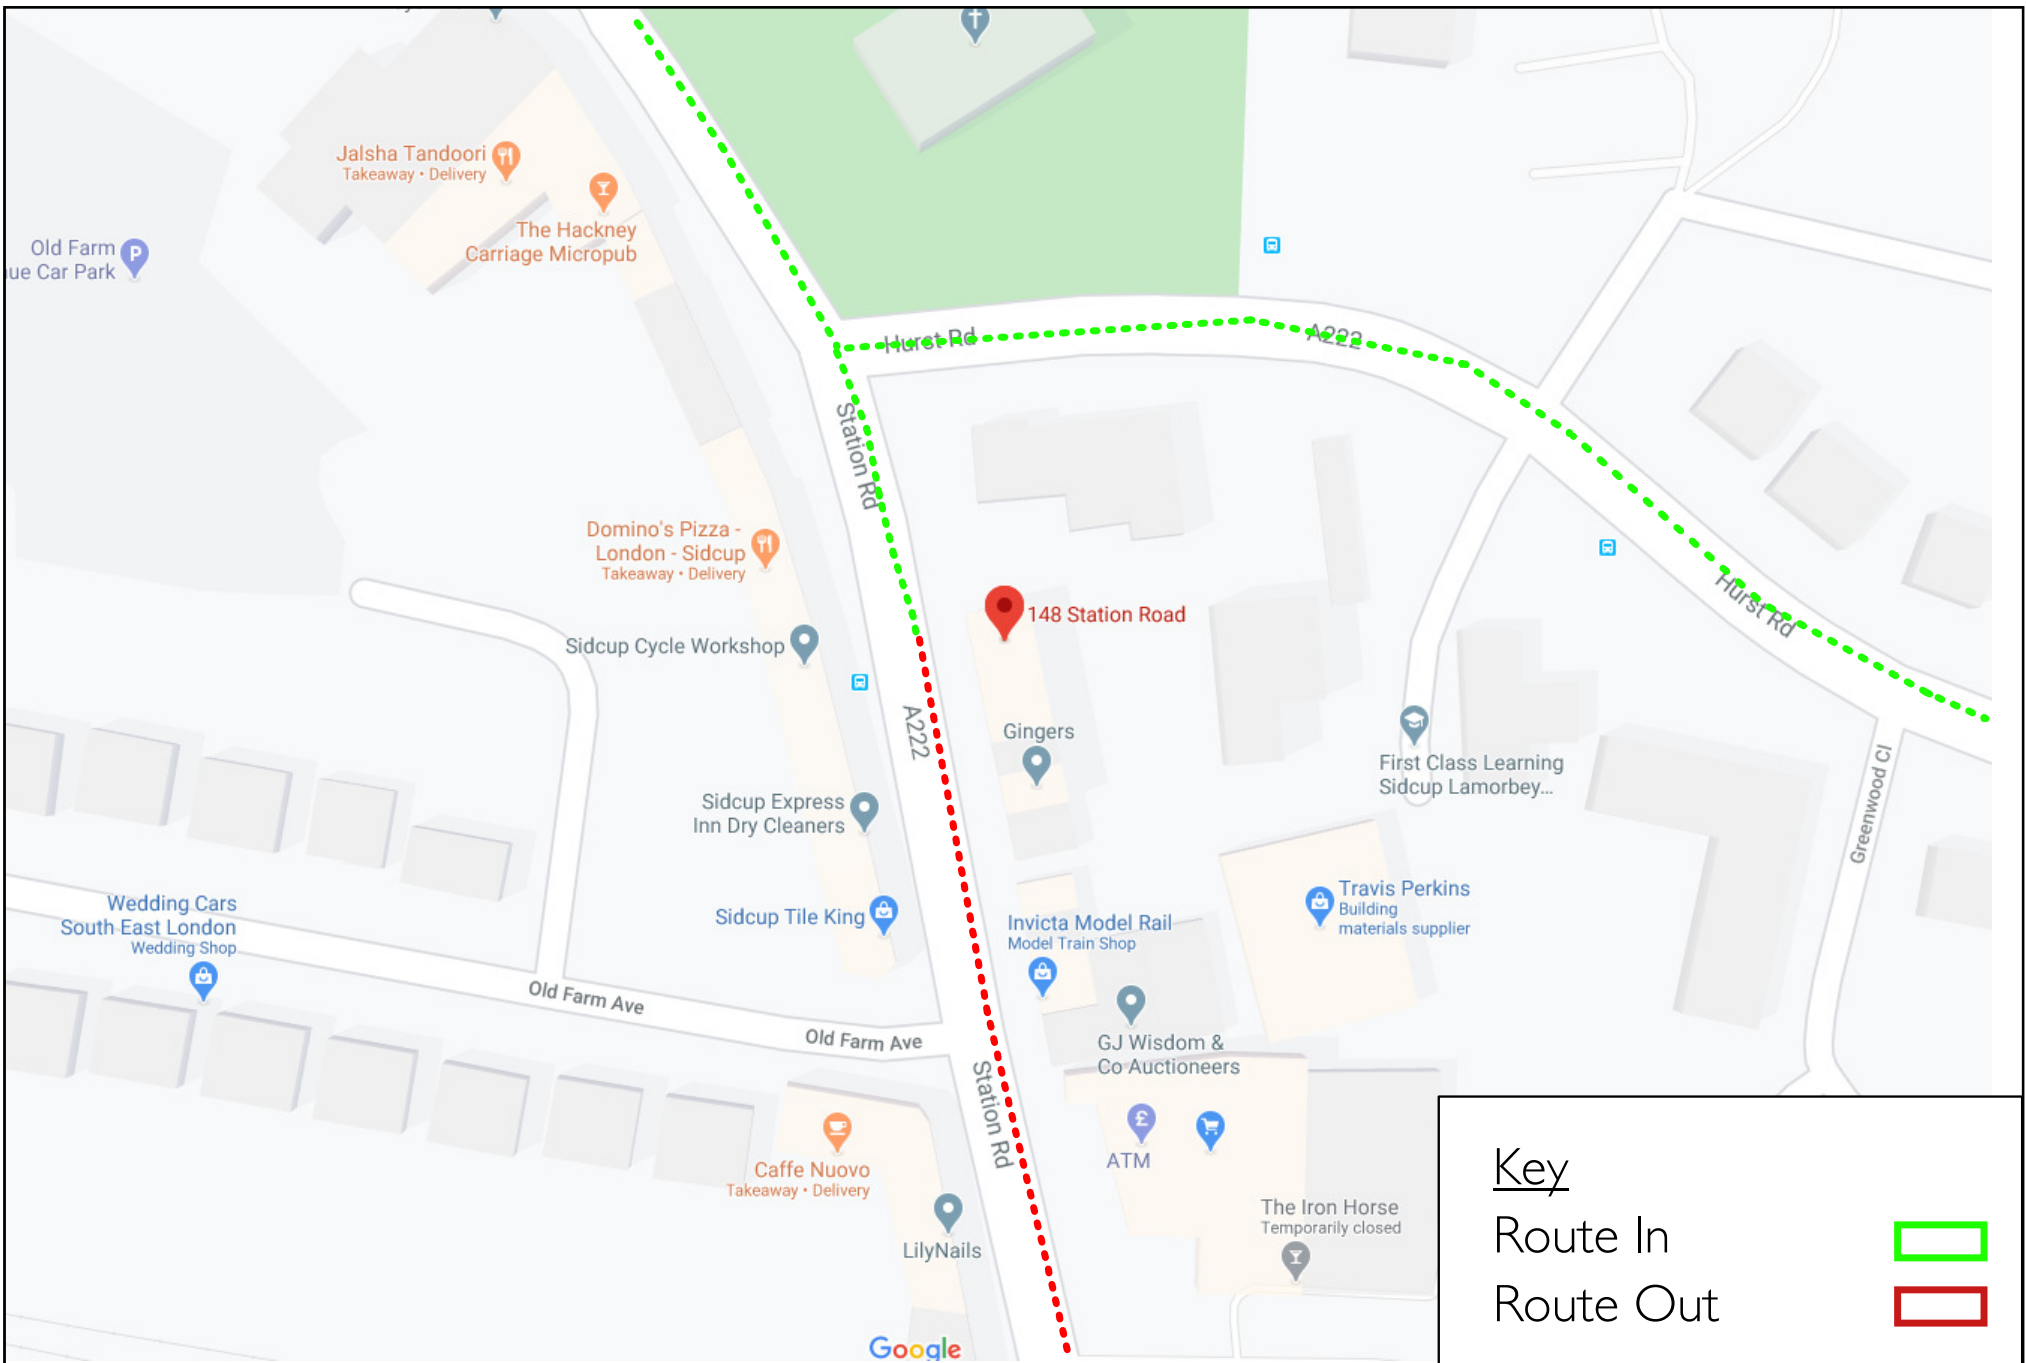 Jalsha Tandoori
Takeaway • Delivery
The Hackney
Carriage Micropub
Old Farm
ue Car Park
P
Hurst Rd
A222
Station Rd
Domino's Pizza -
London - Sidcup
Takeaway • Delivery
148 Station Road
Sidcup Cycle Workshop
Hurst Rd
A222
Gingers
First Class Learning
Sidcup Lamorbey...
Greenwood Cl
Sidcup Express
Inn Dry Cleaners
Travis Perkins
Building
materials supplier
Wedding Cars
South East London
Wedding Shop
Sidcup Tile King
Invicta Model Rail
Model Train Shop
Old Farm Ave
Old Farm Ave
GJ Wisdom &
Co Auctioneers
Station Rd
£
ATM
Caffe Nuovo
Takeaway • Delivery
The Iron Horse
Temporarily closed
LilyNails
Google
Key
Route In
Route Out